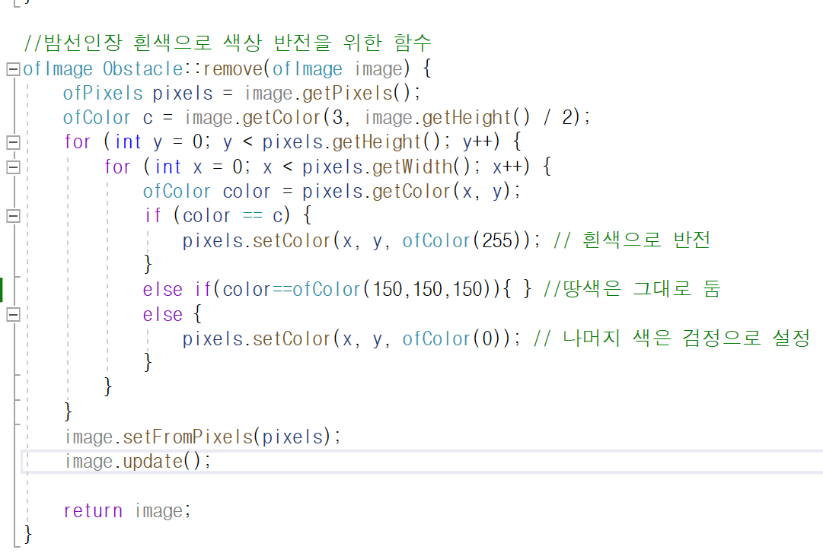 }
//밤선인장 흰색으로 색상 반전을 위한 함수
ofImage Obstacle::remove(ofImage image) {
ofPixels pixels = image.getPixels();
ofColor c = image.getColor(3, image.getHeight() / 2);
for (int y = 0; y < pixels.getHeight(); y++) {
for (int x = 0; x < pixels.getWidth(); x++) {
ofColor color = pixels.getColor(x, y);
if (color == c) {
pixels.setColor(x, y, ofColor(255)); // 흰색으로 반전
}
else if(color==ofColor(150,150,150)){ } //땅색은 그대로 둠
else {
pixels.setColor(x, y, ofColor(0)); // 나머지 색은 검정으로 설정
}
}
}
image.setFromPixels(pixels);
image.update();
return image;
}